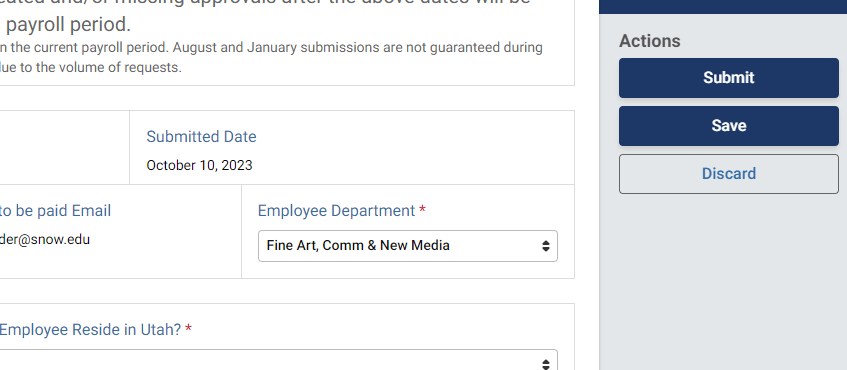 and/or missing approvals after the above dates will be
payroll period.
n the current payroll period. August and January submissions are not guaranteed during
due to the volume of requests.
Actions
Submit
Save
Discard
Submitted Date
October 10, 2023
to be paid Email
der@snow.edu
Employee Department *
Fine Art, Comm & New Media
Employee Reside in Utah? *